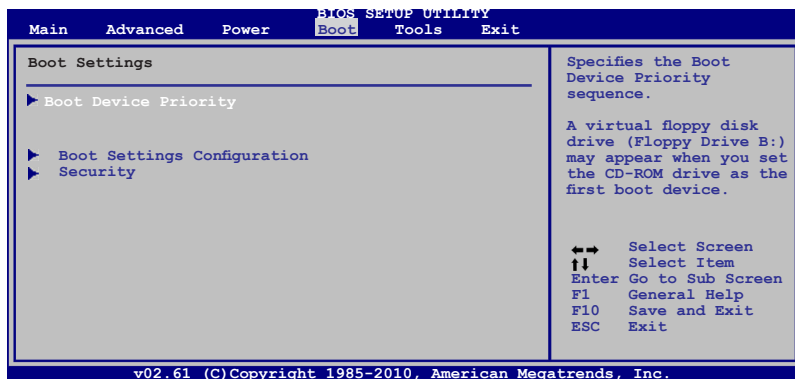 BIOS SETUP UTILITY
Main Advanced Power Boot Tools Exit
Boot Settings
Boot Device Priority
Boot Settings Configuration
Security
Specifies the Boot
Device Priority
sequence.
A virtual floppy disk
drive (Floppy Drive B:)
may appear when you set
the CD-ROM drive as the
first boot device.
←→ Select Screen
↑↓ Select Item
Enter Go to Sub Screen
F1 General Help
F10 Save and Exit
ESC Exit
v02.61 (C)Copyright 1985-2010, American Megatrends, Inc.